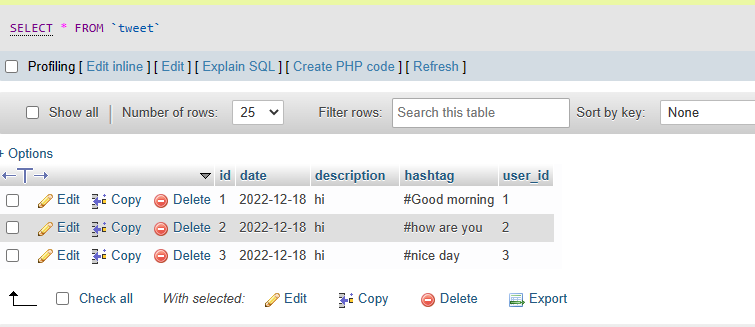 SELECT * FROM `tweet`
Profiling [ Edit inline ] [ Edit ] [ Explain SQL ] [ Create PHP code ] [ Refresh ]
Show all Number of rows: 25 Filter rows: Search this table Sort by key: None
+ Options
←T→ id date description hashtag user_id
Edit Copy Delete 1 2022-12-18 hi #Good morning 1
Edit Copy Delete 2 2022-12-18 hi #how are you 2
Edit Copy Delete 3 2022-12-18 hi #nice day 3
Check all With selected: Edit Copy Delete Export